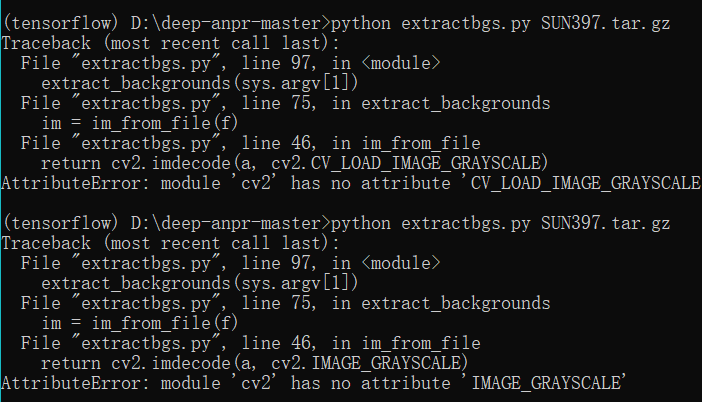 (tensorflow) D:\deep-anpr-master>python extractbgs.py SUN397.tar.gz
Traceback (most recent call last):
  File "extractbgs.py", line 97, in <module>
    extract_backgrounds(sys.argv[1])
  File "extractbgs.py", line 75, in extract_backgrounds
    im = im_from_file(f)
  File "extractbgs.py", line 46, in im_from_file
    return cv2.imdecode(a, cv2.CV_LOAD_IMAGE_GRAYSCALE)
AttributeError: module 'cv2' has no attribute 'CV_LOAD_IMAGE_GRAYSCALE
(tensorflow) D:\deep-anpr-master>python extractbgs.py SUN397.tar.gz
Traceback (most recent call last):
  File "extractbgs.py", line 97, in <module>
    extract_backgrounds(sys.argv[1])
  File "extractbgs.py", line 75, in extract_backgrounds
    im = im_from_file(f)
  File "extractbgs.py", line 46, in im_from_file
    return cv2.imdecode(a, cv2.IMAGE_GRAYSCALE)
AttributeError: module 'cv2' has no attribute 'IMAGE_GRAYSCALE'